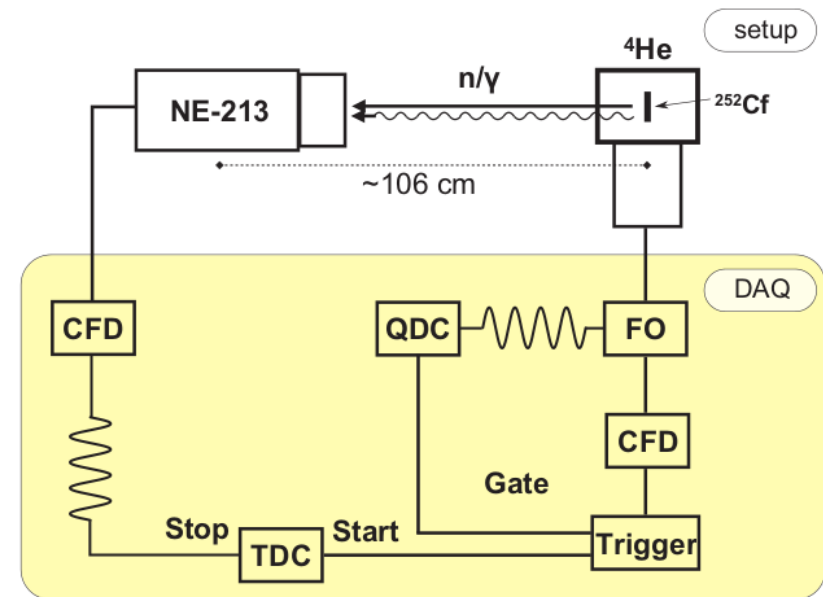 setup
⁴He
n/γ
NE-213
²⁵²Cf
~106 cm
DAQ
CFD
QDC
FO
CFD
Gate
Stop
Start
TDC
Trigger